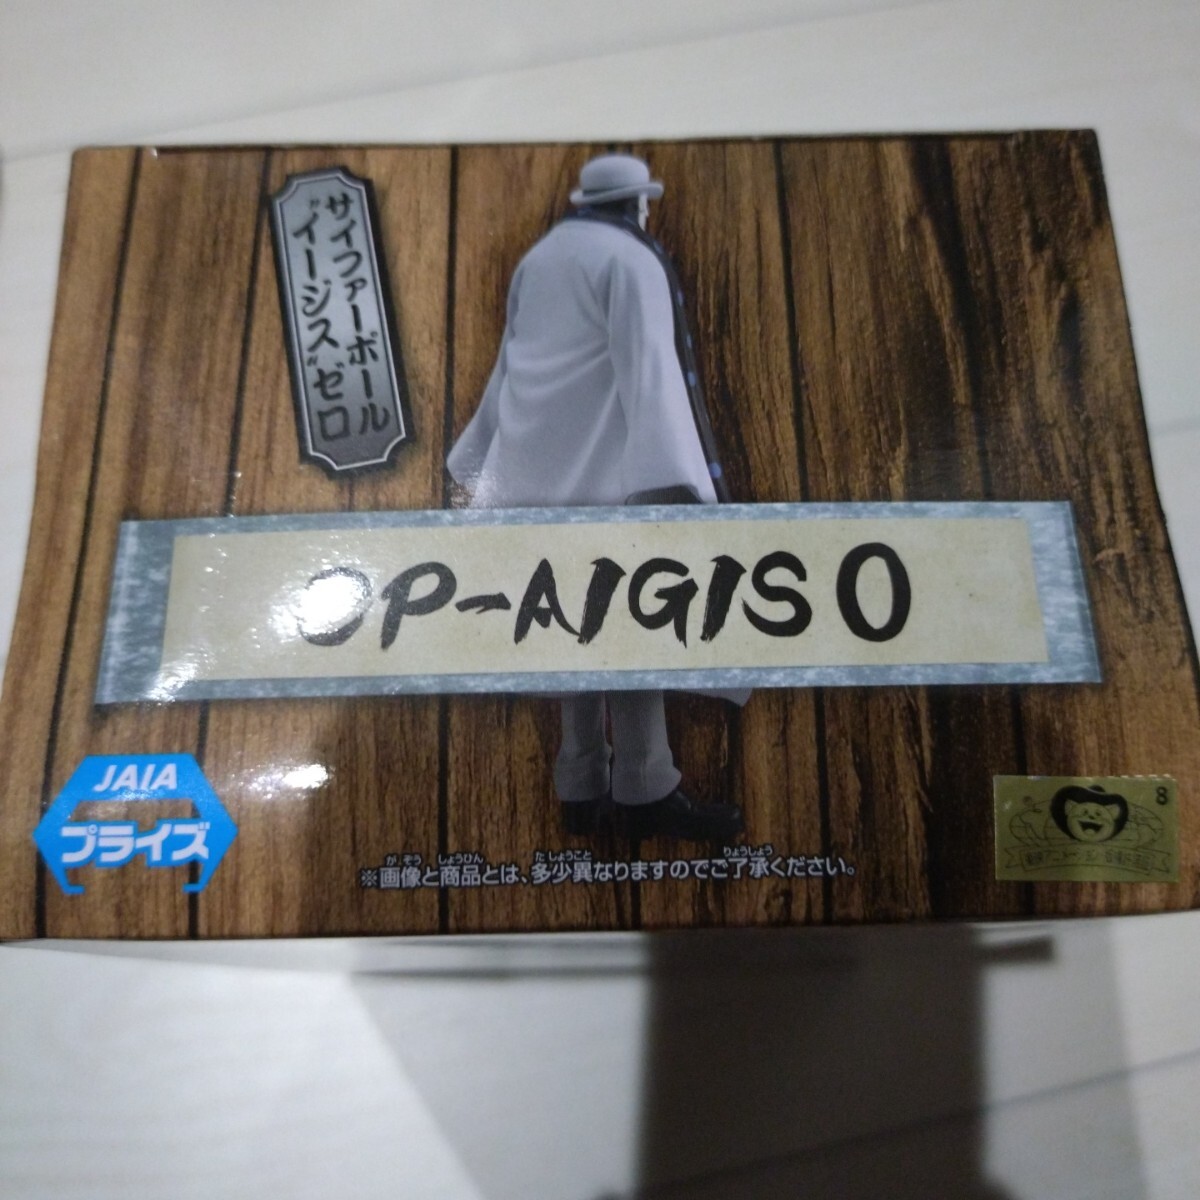 サイファーポール
"イージス"ゼロ
CP-AIGIS 0
JAIA
プライズ
※画像と商品とは、多少異なりますのでご了承ください。
8